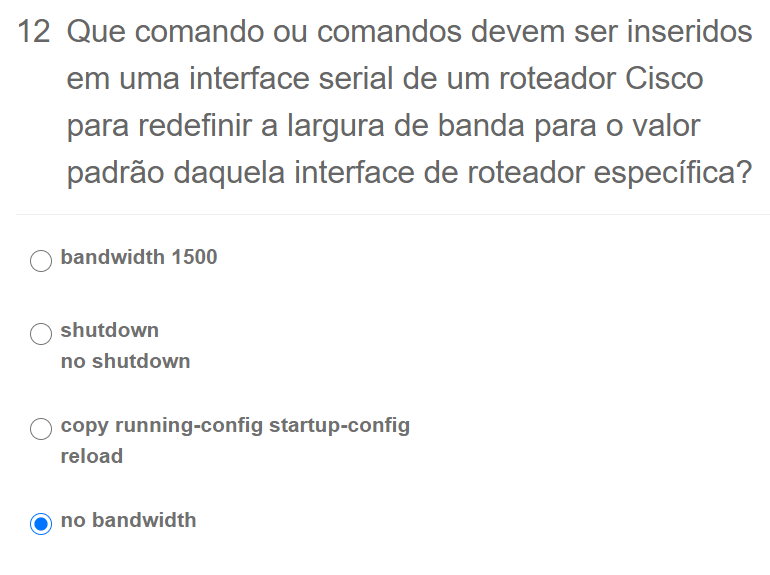 12 Que comando ou comandos devem ser inseridos
em uma interface serial de um roteador Cisco
para redefinir a largura de banda para o valor
padrão daquela interface de roteador específica?
bandwidth 1500
shutdown
no shutdown
copy running-config startup-config
reload
no bandwidth